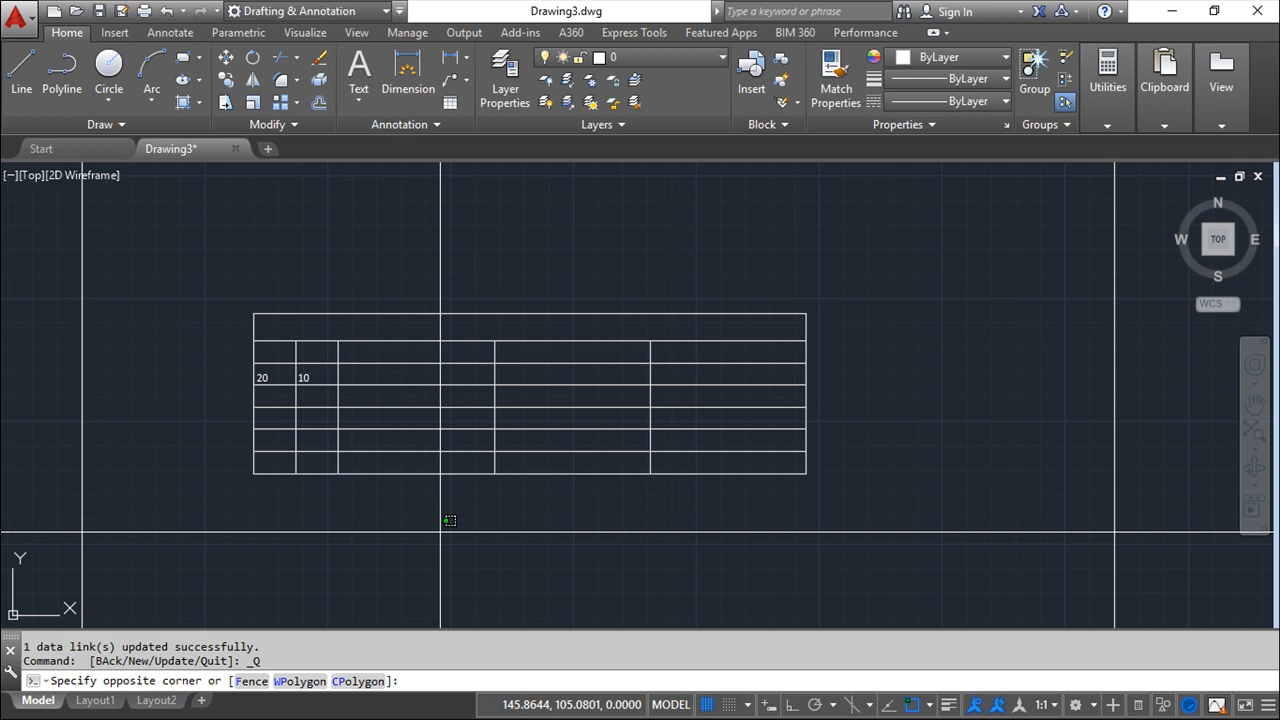 Drafting & Annotation
Drawing3.dwg
Type a keyword or phrase
Sign In
Home Insert Annotate Parametric Visualize View Manage Output Add-ins A360 Express Tools Featured Apps BIM 360 Performance
Line Polyline Circle Arc
Text Dimension
Layer Properties
0
Insert
Match Properties
ByLayer
ByLayer
ByLayer
Group
Utilities
Clipboard
View
Draw Modify Annotation Layers Block Properties Groups
Start
Drawing3*
[−][Top][2D Wireframe]
N
W TOP E
S
WCS
20 10
Y
X
1 data link(s) updated successfully.
Command: [BAck/New/Update/Quit]: _Q
Specify opposite corner or [Fence WPolygon CPolygon]:
Model Layout1 Layout2
145.8644, 105.0801, 0.0000 MODEL 1:1